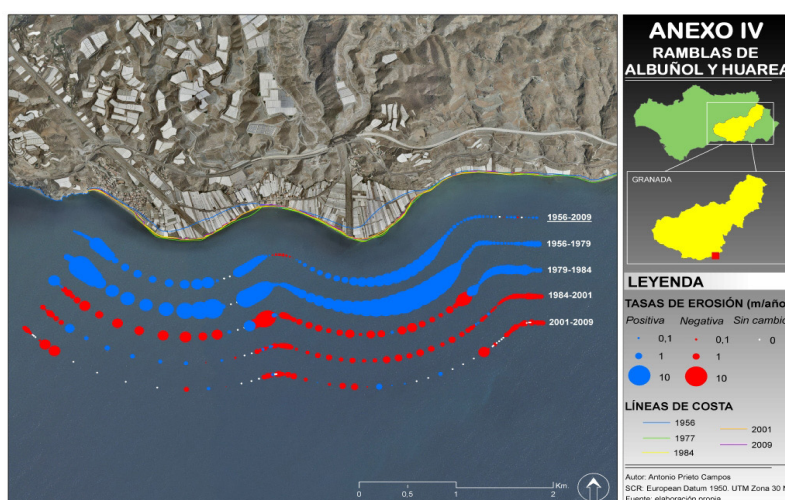 ANEXO IV
RAMBLAS DE
ALBUÑOL Y HUAREA
GRANADA
1956-2009
1956-1979
1979-1984
1984-2001
2001-2009
LEYENDA
TASAS DE EROSIÓN (m/año
Positiva Negativa Sin cambio
0,1 0,1 0
1 1
10 10
LÍNEAS DE COSTA
1956 2001
1977 2009
1984
Autor: Antonio Prieto Campos
SCR: European Datum 1950. UTM Zona 30 N
Fuente: elaboración propia
Km.
0 0.5 1 2